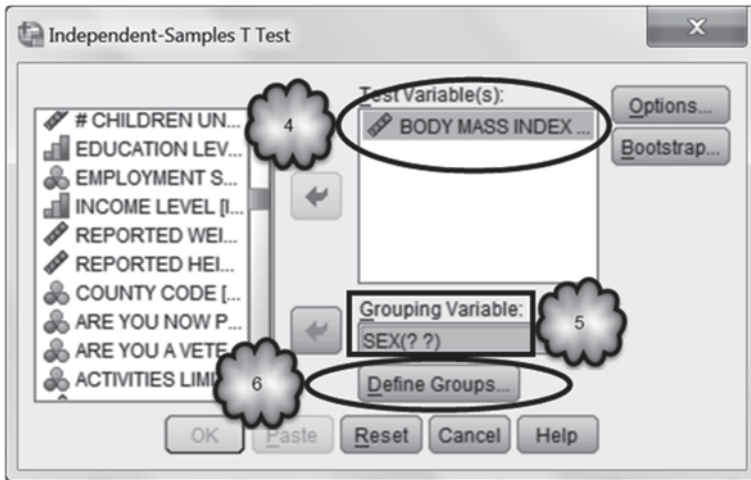 Independent-Samples T Test
X
# CHILDREN UN...
EDUCATION LEV...
EMPLOYMENT S...
INCOME LEVEL [I...
REPORTED WEI...
REPORTED HEI...
COUNTY CODE [...
ARE YOU NOW P...
ARE YOU A VETE
ACTIVITIES LIMI
4
Test Variable(s):
BODY MASS INDEX ...
Options...
Bootstrap...
Grouping Variable:
SEX(? ?)
5
6
Define Groups...
OK
Paste
Reset
Cancel
Help